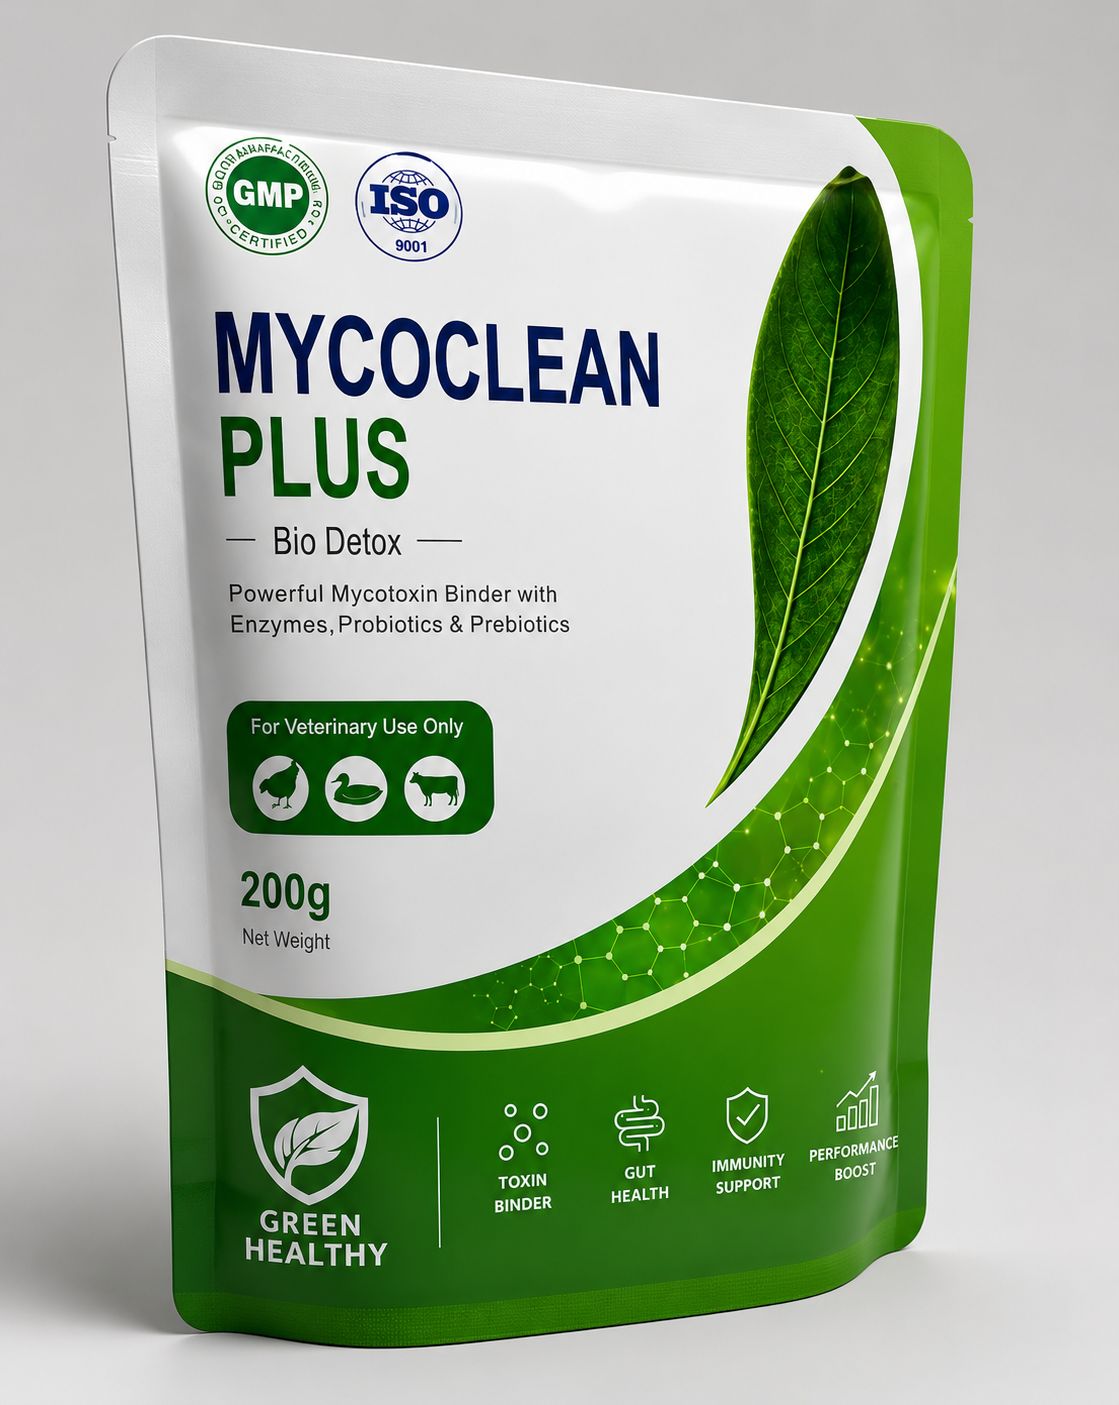 GMP
CERTIFIED
ISO
9001
MYCOCLEAN
PLUS
Bio Detox
Powerful Mycotoxin Binder with
Enzymes, Probiotics & Prebiotics
For Veterinary Use Only
200g
Net Weight
GREEN
HEALTHY
TOXIN
BINDER
GUT
HEALTH
IMMUNITY
SUPPORT
PERFORMANCE
BOOST